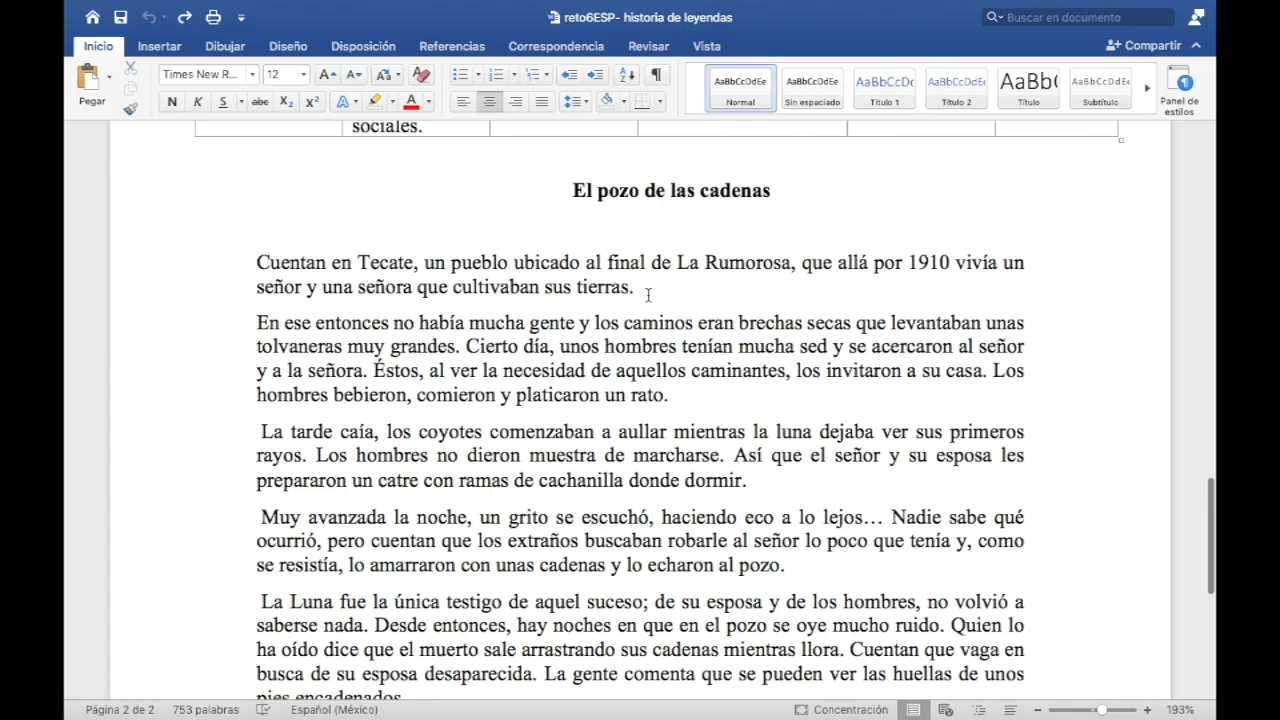 reto6ESP- historia de leyendas
Buscar en documento
Inicio Insertar Dibujar Diseño Disposición Referencias Correspondencia Revisar Vista
Compartir
Pegar
Times New R... 12
N K S abc X₂ X² A A
AaBbCcDdEe AaBbCcDdEe AaBbCcDc AaBbCcDdEe AaBb( AaBbCcDdEe
Normal Sin espaciado Título 1 Título 2 Título Subtítulo
Panel de estilos
sociales.
El pozo de las cadenas
Cuentan en Tecate, un pueblo ubicado al final de La Rumorosa, que allá por 1910 vivía un
señor y una señora que cultivaban sus tierras.
En ese entonces no había mucha gente y los caminos eran brechas secas que levantaban unas
tolvaneras muy grandes. Cierto día, unos hombres tenían mucha sed y se acercaron al señor
y a la señora. Éstos, al ver la necesidad de aquellos caminantes, los invitaron a su casa. Los
hombres bebieron, comieron y platicaron un rato.
La tarde caía, los coyotes comenzaban a aullar mientras la luna dejaba ver sus primeros
rayos. Los hombres no dieron muestra de marcharse. Así que el señor y su esposa les
prepararon un catre con ramas de cachanilla donde dormir.
Muy avanzada la noche, un grito se escuchó, haciendo eco a lo lejos… Nadie sabe qué
ocurrió, pero cuentan que los extraños buscaban robarle al señor lo poco que tenía y, como
se resistía, lo amarraron con unas cadenas y lo echaron al pozo.
La Luna fue la única testigo de aquel suceso; de su esposa y de los hombres, no volvió a
saberse nada. Desde entonces, hay noches en que en el pozo se oye mucho ruido. Quien lo
ha oído dice que el muerto sale arrastrando sus cadenas mientras llora. Cuentan que vaga en
busca de su esposa desaparecida. La gente comenta que se pueden ver las huellas de unos
pies encadenados.
Página 2 de 2 753 palabras Español (México) Concentración 193%